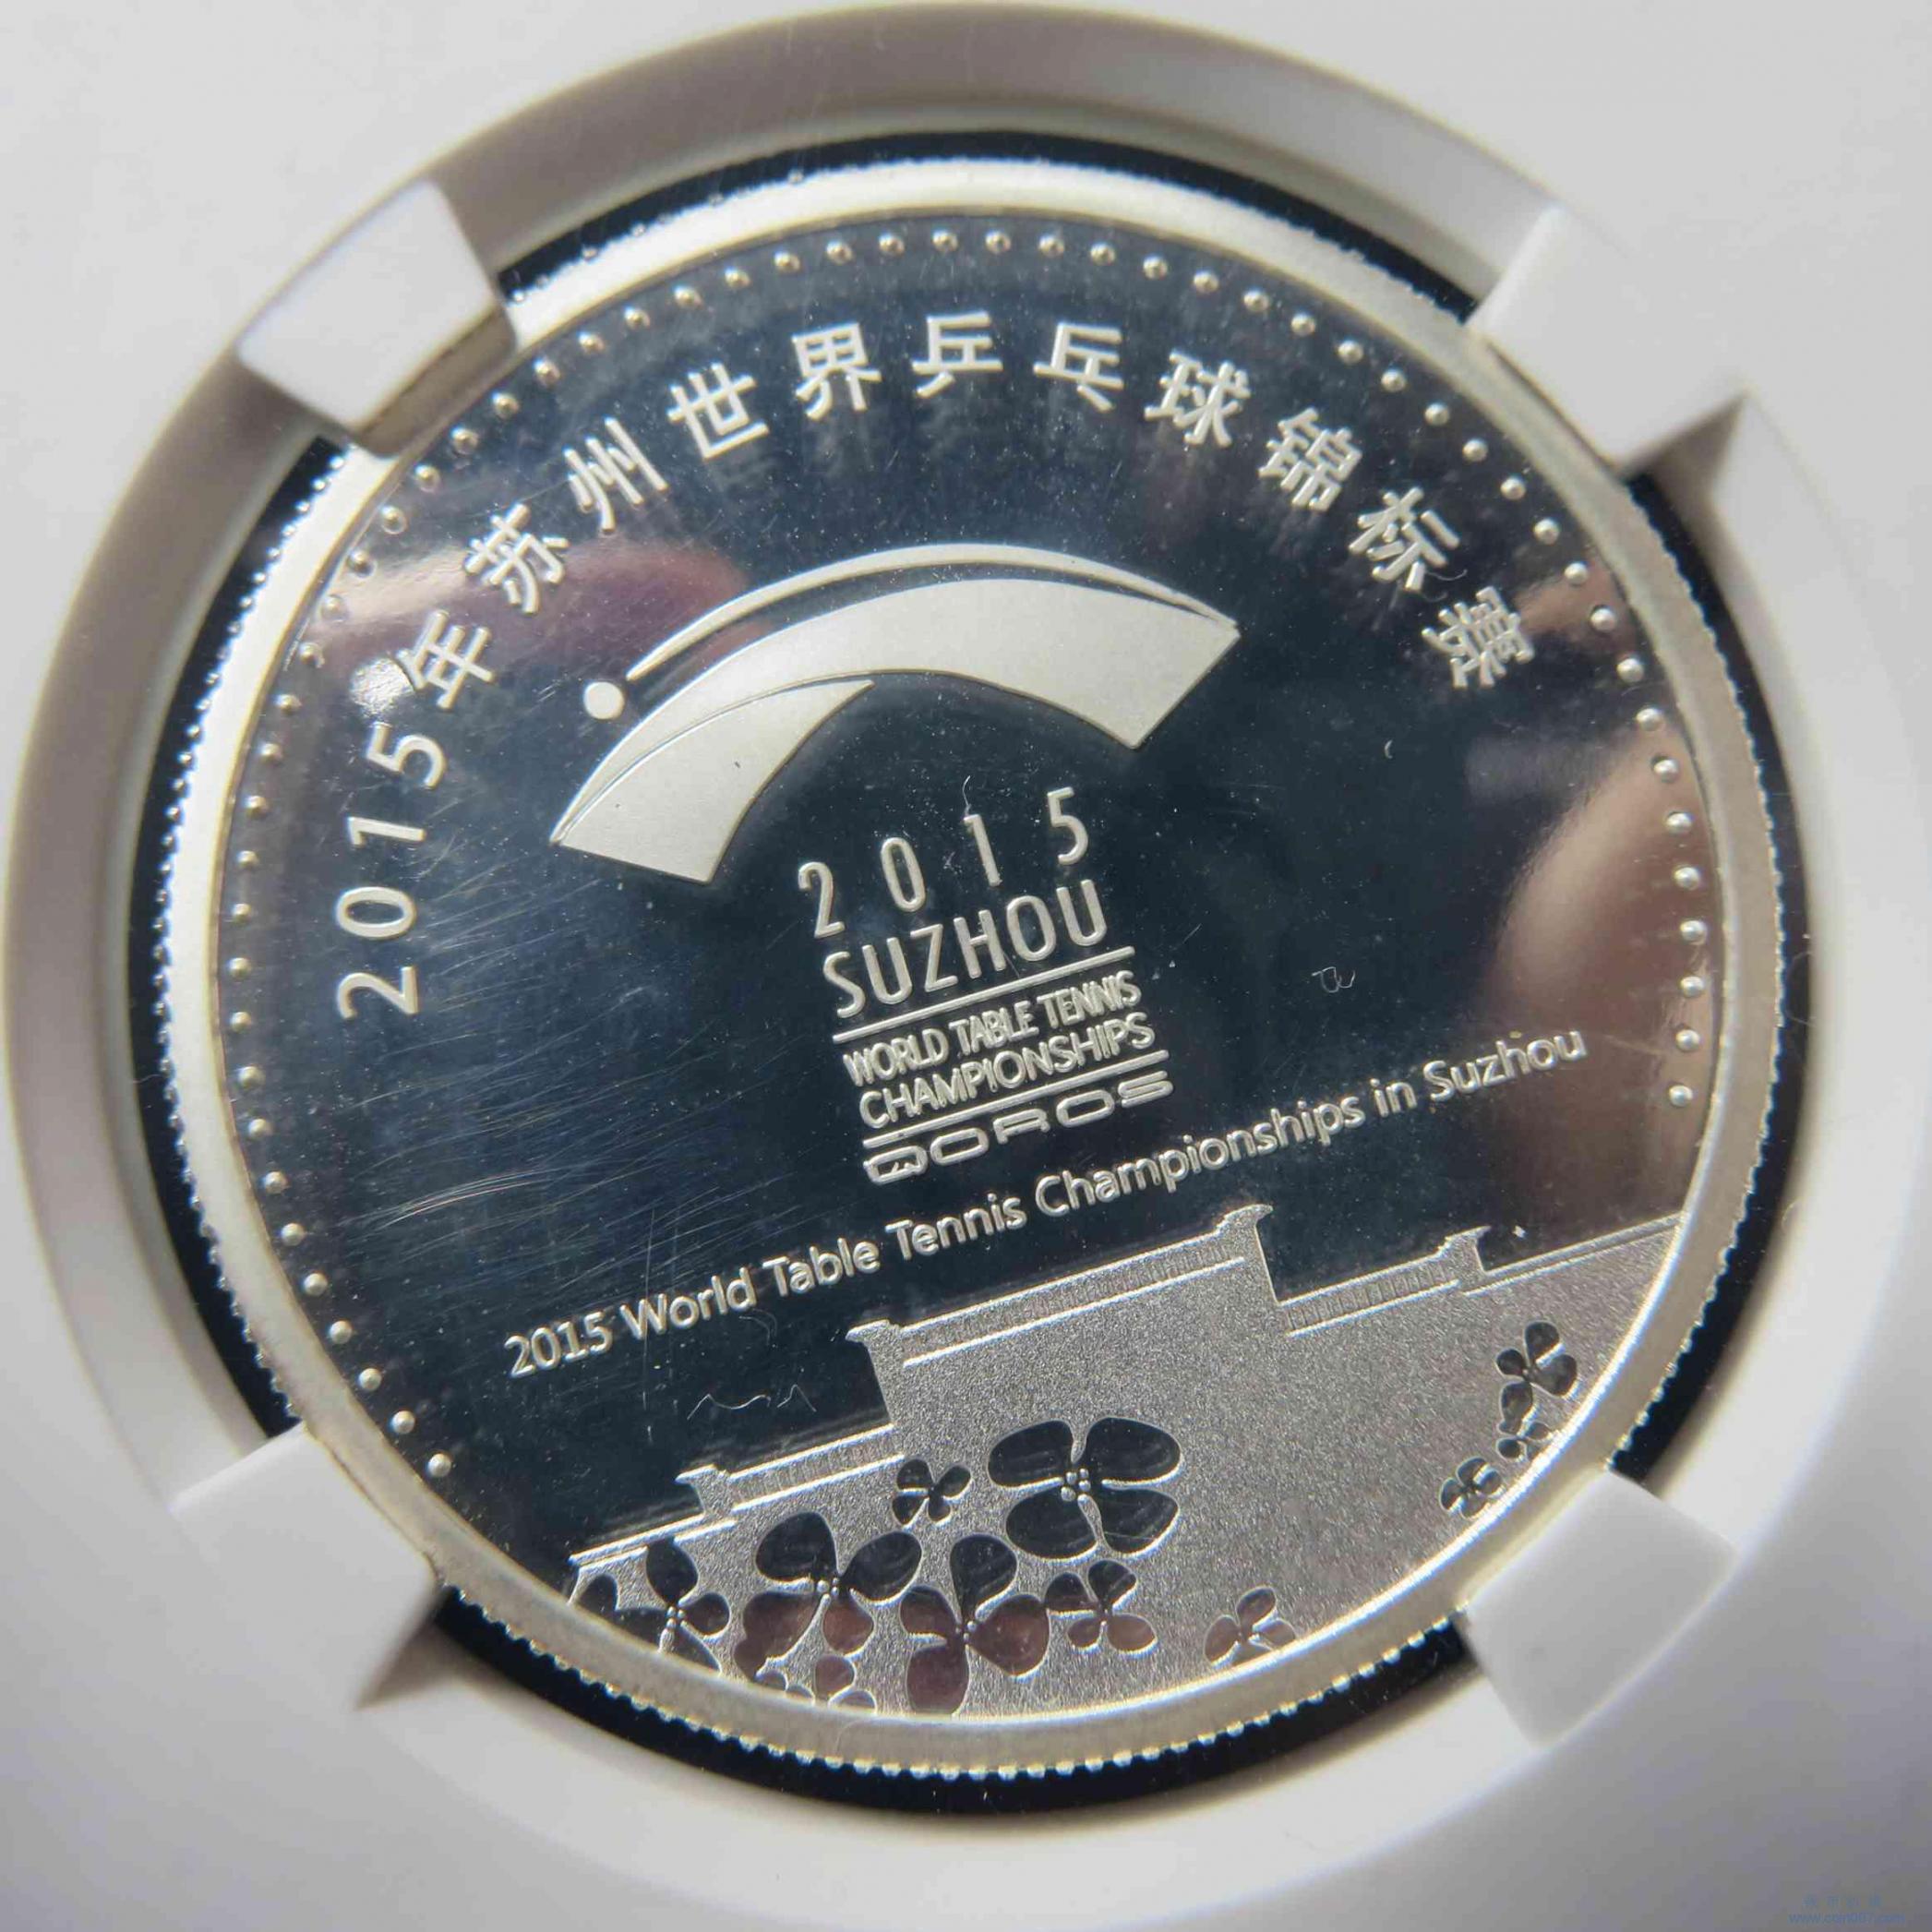 2015年苏州世界乒乓球锦标赛
2015
SUZHOU
WORLD TABLE TENNIS
CHAMPIONSHIPS
QOROS
2015 World Table Tennis Championships in Suzhou